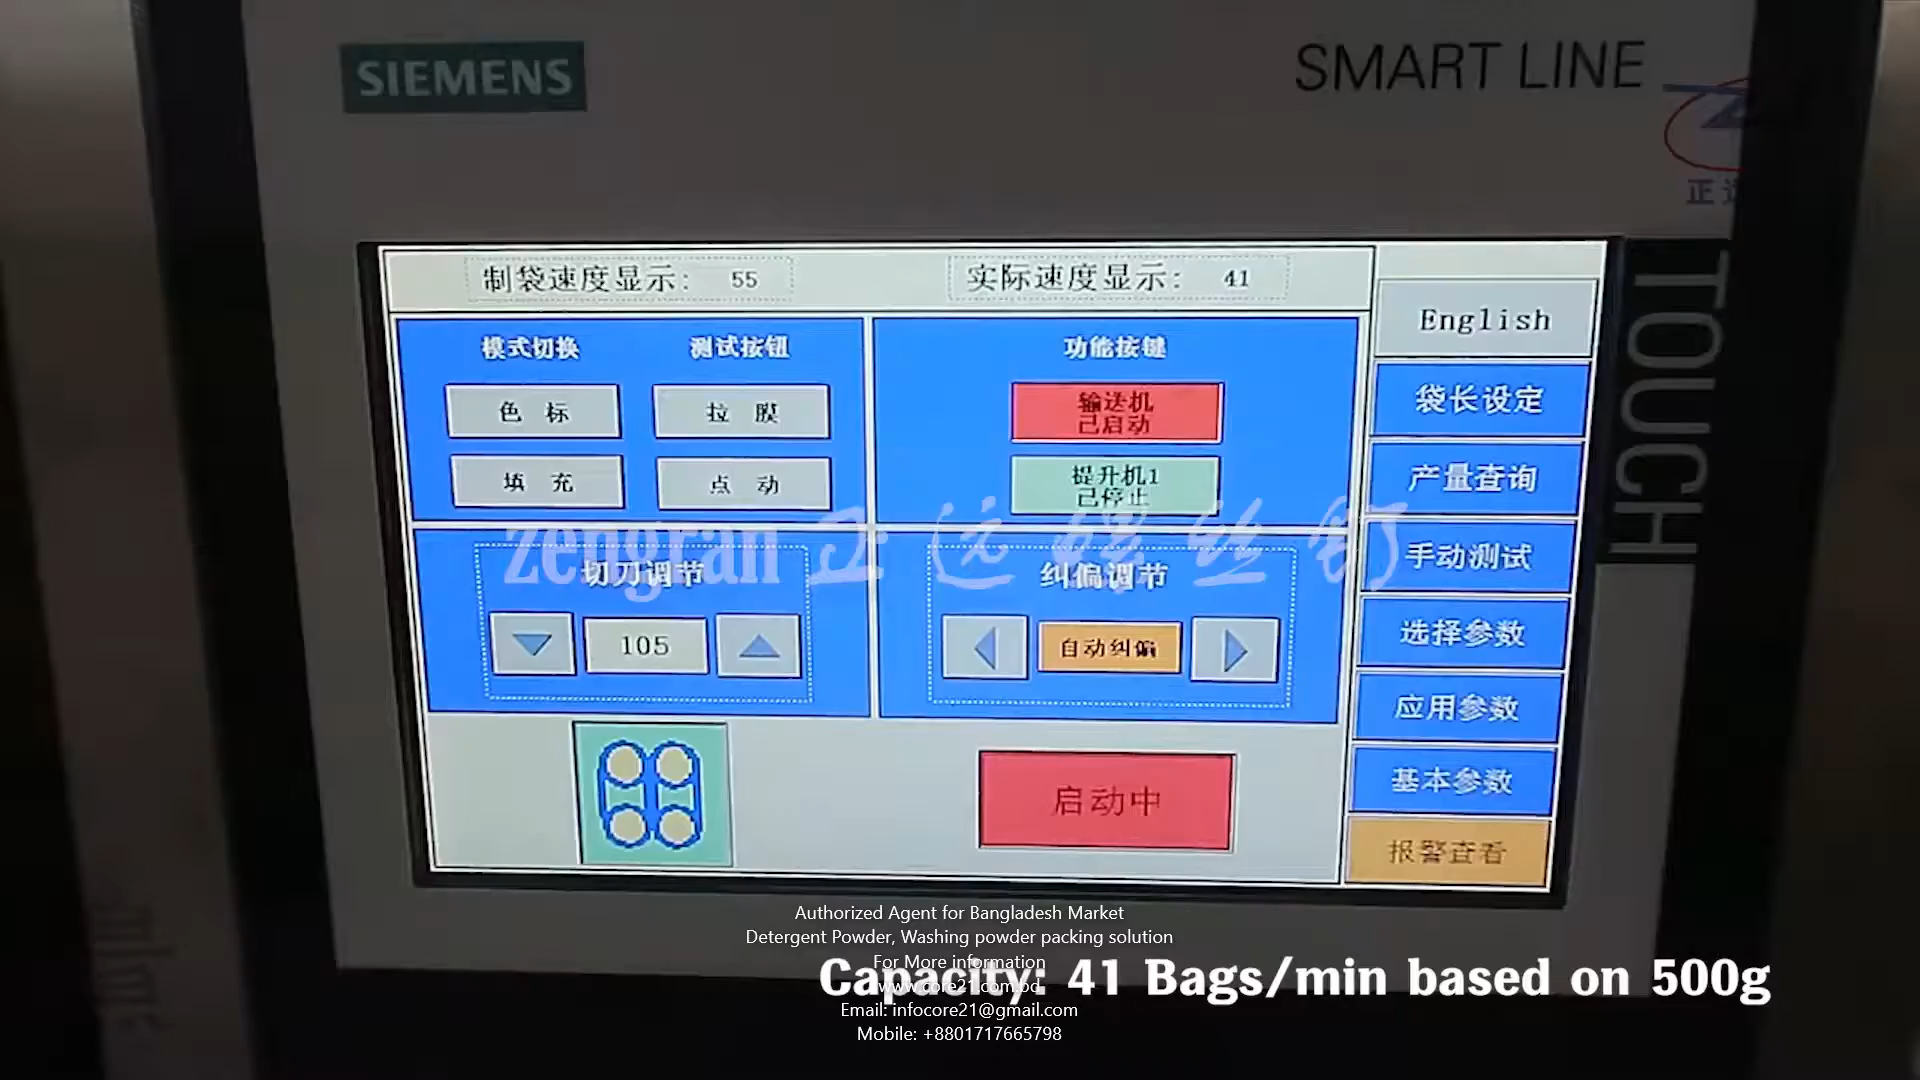 SIEMENS
SMART LINE
TOUCH
正远
制袋速度显示: 55
实际速度显示: 41
English
模式切换
测试按钮
功能按键
色 标
拉 膜
输送机
已启动
袋长设定
填 充
点 动
提升机1
已停止
产量查询
zengran 正远螺丝钉
手动测试
切刀调节
纠偏调节
选择参数
105
自动纠偏
应用参数
启动中
基本参数
报警查看
Authorized Agent for Bangladesh Market
Detergent Powder, Washing powder packing solution
For More information
www.core21.com.bd
Capacity: 41 Bags/min based on 500g
Email: infocore21@gmail.com
Mobile: +8801717665798